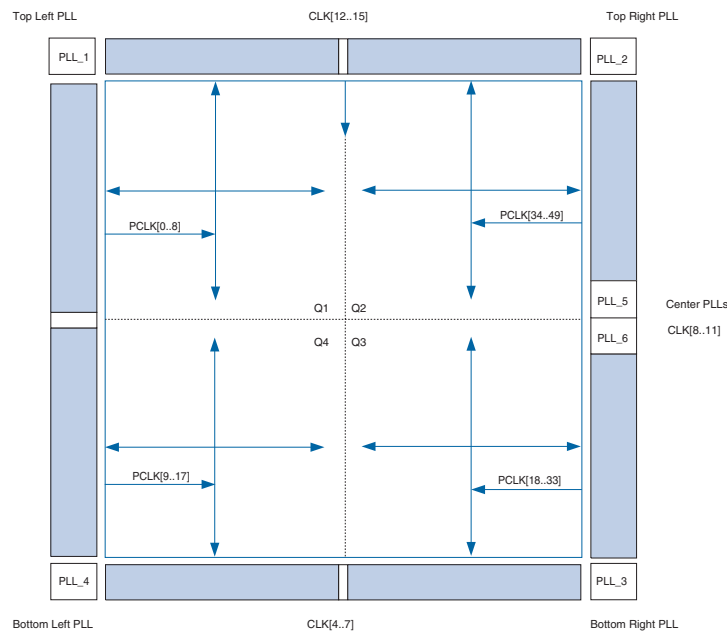 Top Left PLL
CLK[12..15]
Top Right PLL
PLL_1
PLL_2
PCLK[0..8]
PCLK[34..49]
PLL_5
Center PLLs
Q1
Q2
PLL_6
CLK[8..11]
Q4
Q3
PCLK[9..17]
PCLK[18..33]
PLL_4
PLL_3
Bottom Left PLL
CLK[4..7]
Bottom Right PLL